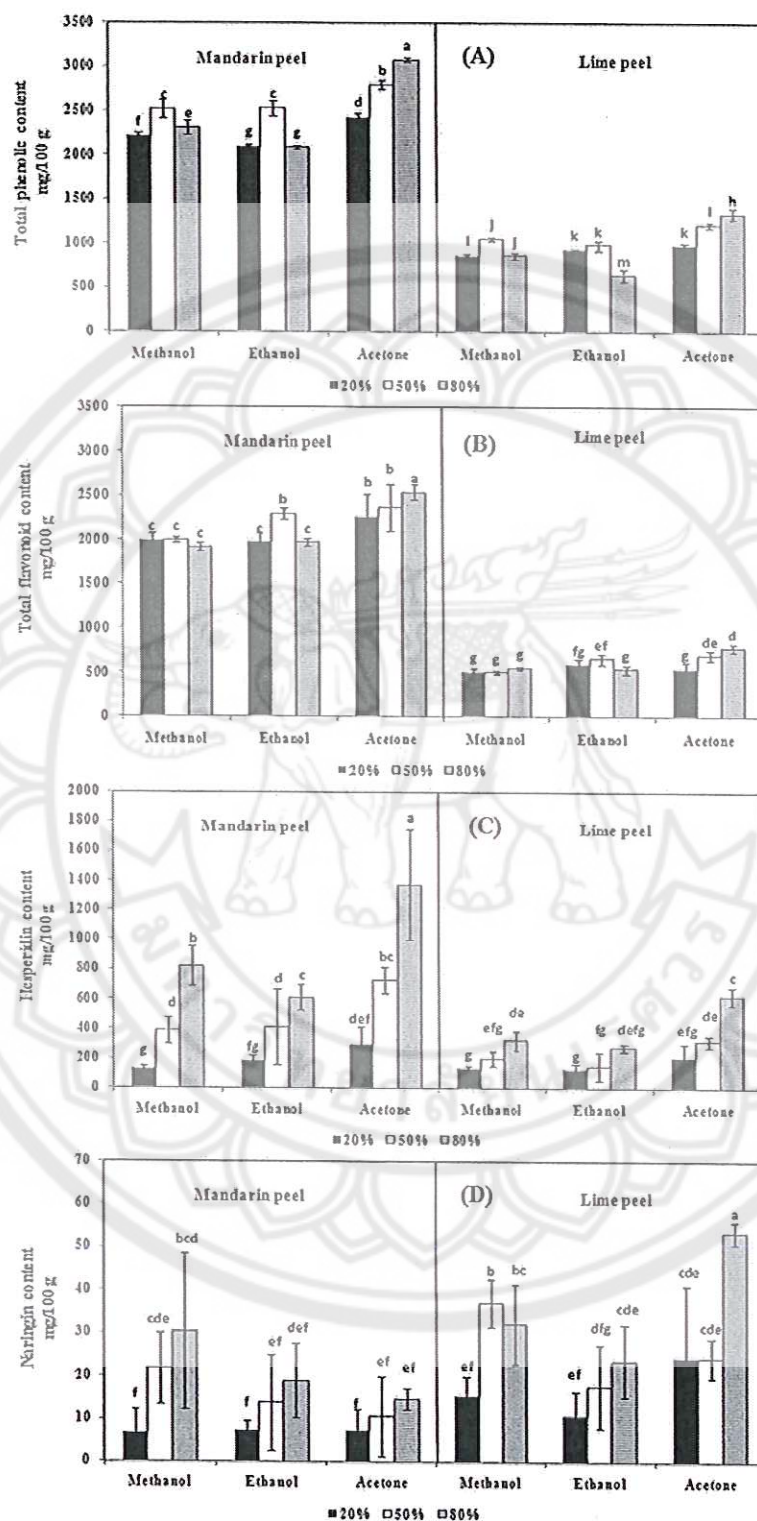 3500
3000
2500
2000
1500
1000
500
0
Total phenolic content
mg/100 g
Mandarin peel
(A)
Lime peel
f c e g c g d b a
l j j k k m k i h
Methanol Ethanol Acetone Methanol Ethanol Acetone
20% 50% 80%
3500
3000
2500
2000
1500
1000
500
0
Total flavonoid content
mg/100 g
Mandarin peel
(B)
Lime peel
c c c c b c b b a
g g g fg ef g g de d
Methanol Ethanol Acetone Methanol Ethanol Acetone
20% 50% 80%
2000
1800
1600
1400
1200
1000
800
600
400
200
0
Hesperidin content
mg/100 g
Mandarin peel
(C)
Lime peel
g d b fg d c def bc a
g efg de g fg defg efg de c
Methanol Ethanol Acetone Methanol Ethanol Acetone
20% 50% 80%
70
60
50
40
30
20
10
0
Naringin content
mg/100 g
Mandarin peel
(D)
Lime peel
f cde bcd f ef def f ef ef
ef b bc ef dfg cde cde cde a
Methanol Ethanol Acetone Methanol Ethanol Acetone
20% 50% 80%